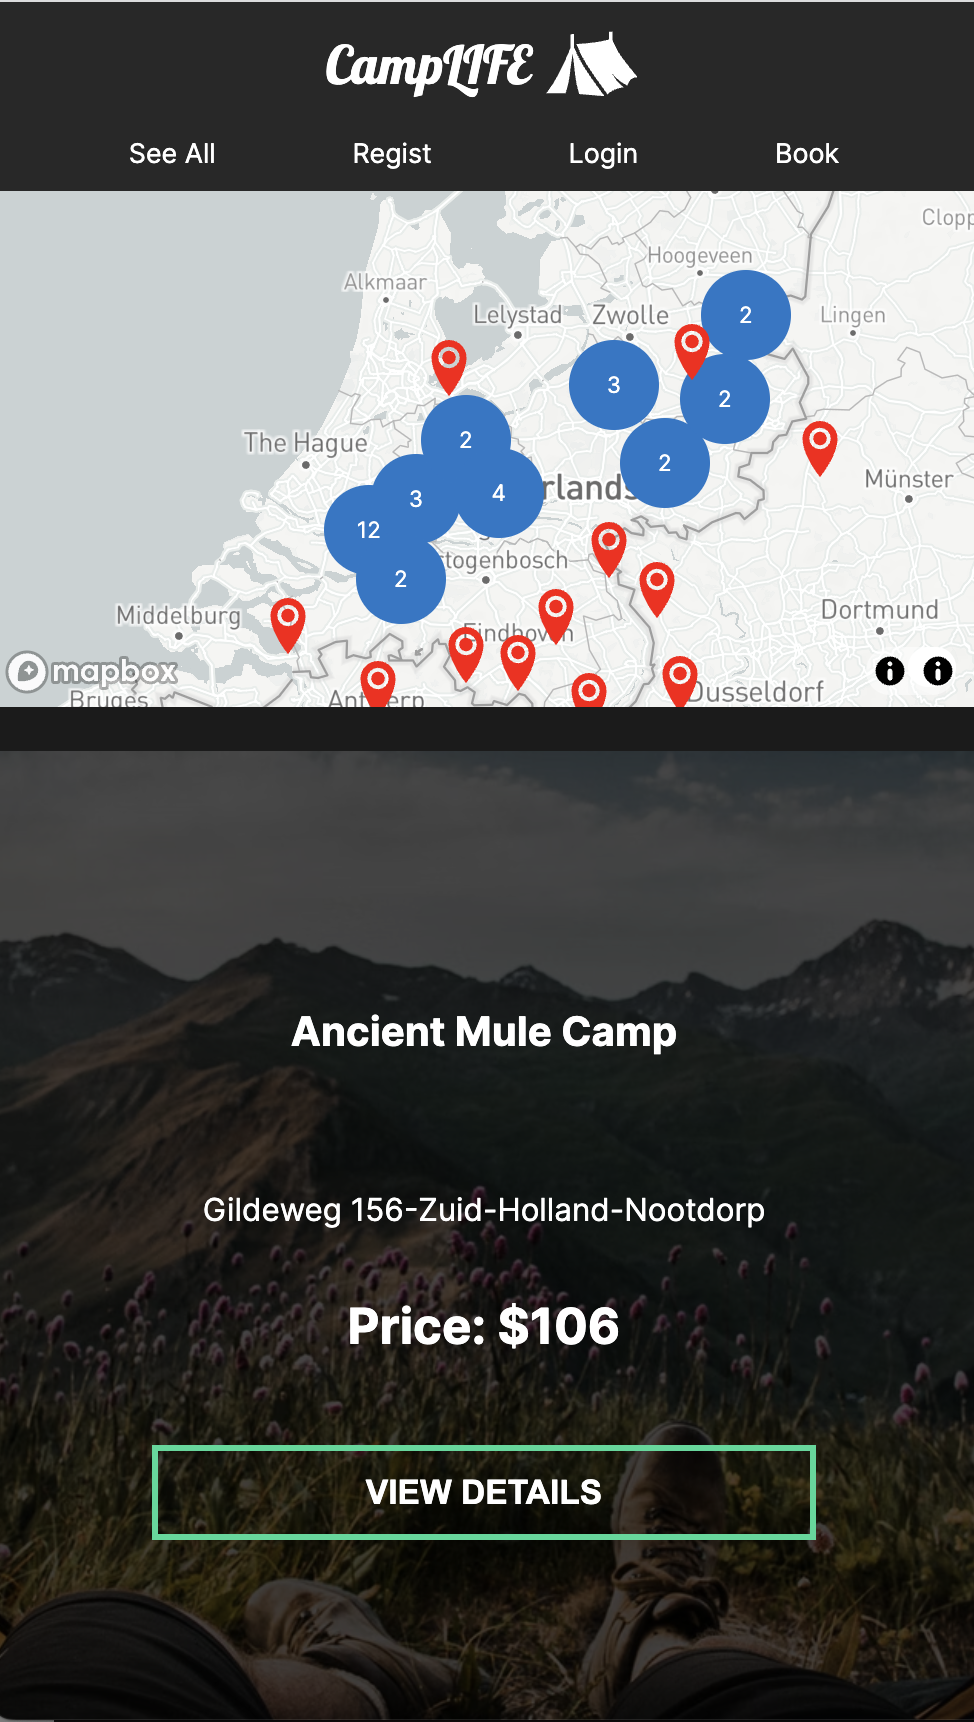 CampLIFE
See All Regist Login Book
Clopp
Hoogeveen
Alkmaar
Lelystad Zwolle Lingen
2
3
2
The Hague 2
2
Münster
3 4 rlands
12
togenbosch
2
Middelburg Dortmund
Eindhoven
mapbox
Dusseldorf
Bruges Antwerp
Ancient Mule Camp
Gildeweg 156-Zuid-Holland-Nootdorp
Price: $106
VIEW DETAILS